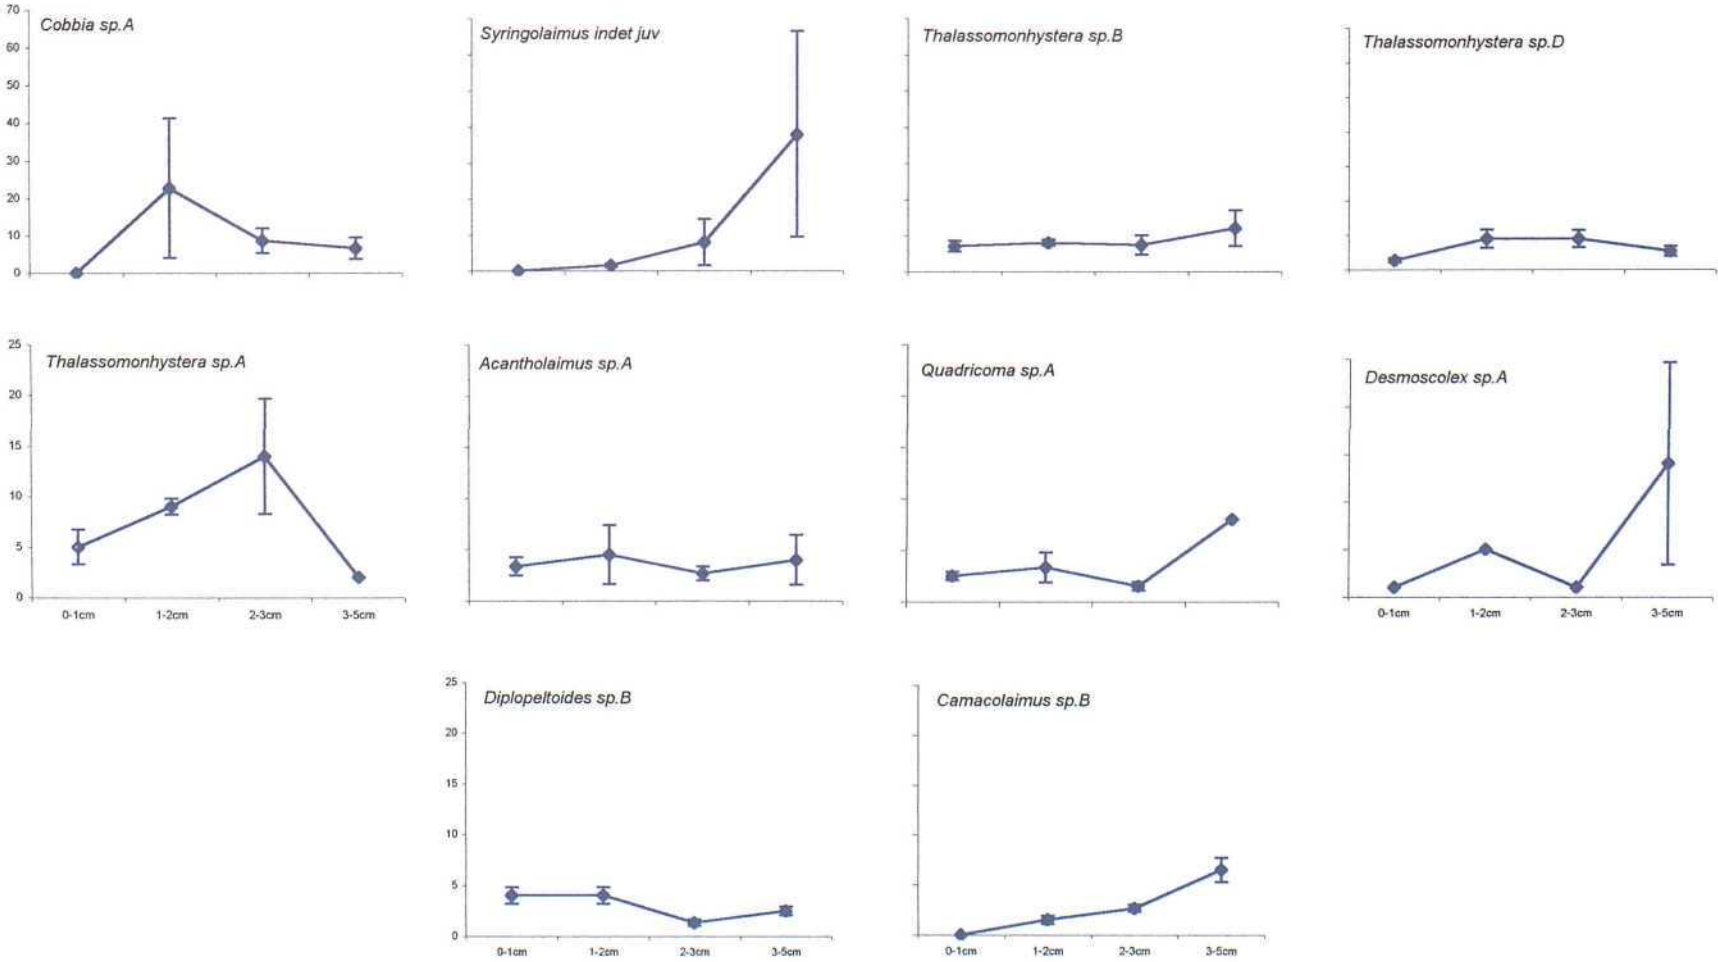 Cobbia sp.A
70
60
50
40
30
20
10
0
Syringolaimus indet juv
Thalassomonhystera sp.B
Thalassomonhystera sp.D
Thalassomonhystera sp.A
25
20
15
10
5
0
0-1cm 1-2cm 2-3cm 3-5cm
Acantholaimus sp.A
Quadricoma sp.A
Desmoscolex sp.A
0-1cm 1-2cm 2-3cm 3-5cm
Diplopeltoides sp.B
25
20
15
10
5
0
0-1cm 1-2cm 2-3cm 3-5cm
Camacolaimus sp.B
0-1cm 1-2cm 2-3cm 3-5cm